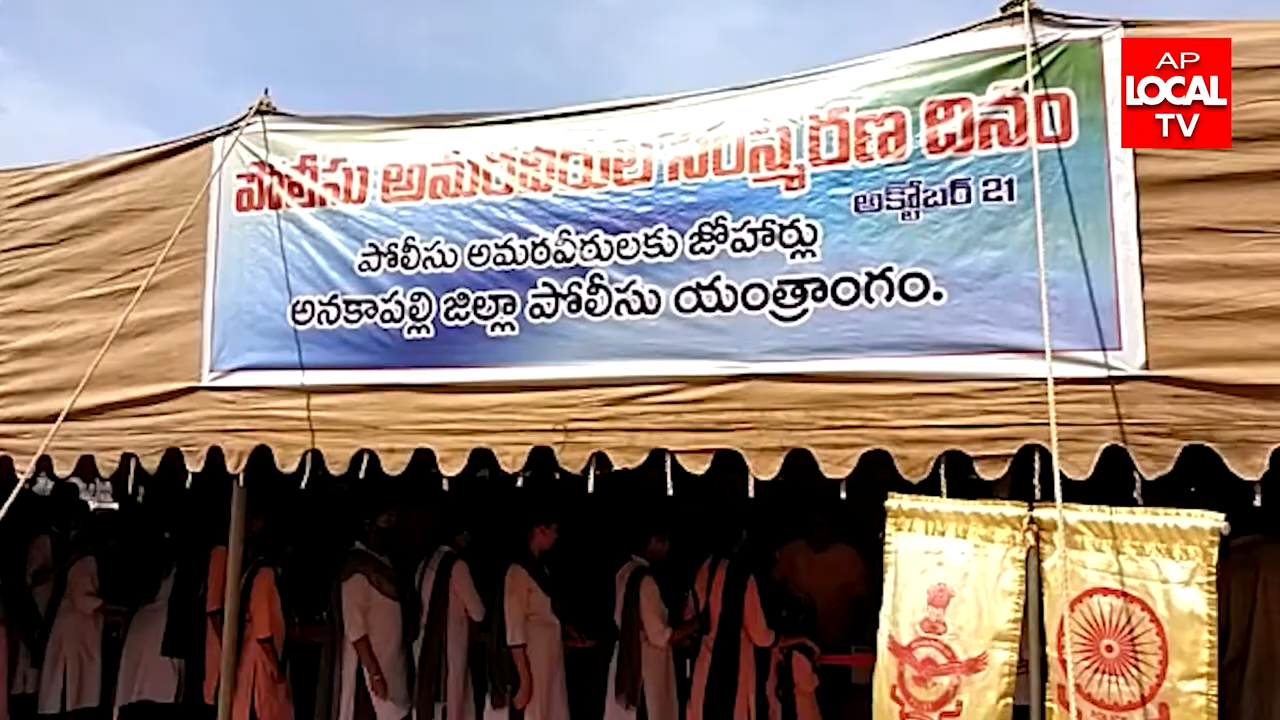 AP
LOCAL
TV
పోలీసు అమరవీరుల సంస్మరణ దినం
అక్టోబర్ 21
పోలీసు అమరవీరులకు జోహార్లు
అనకాపల్లి జిల్లా పోలీసు యంత్రాంగం.